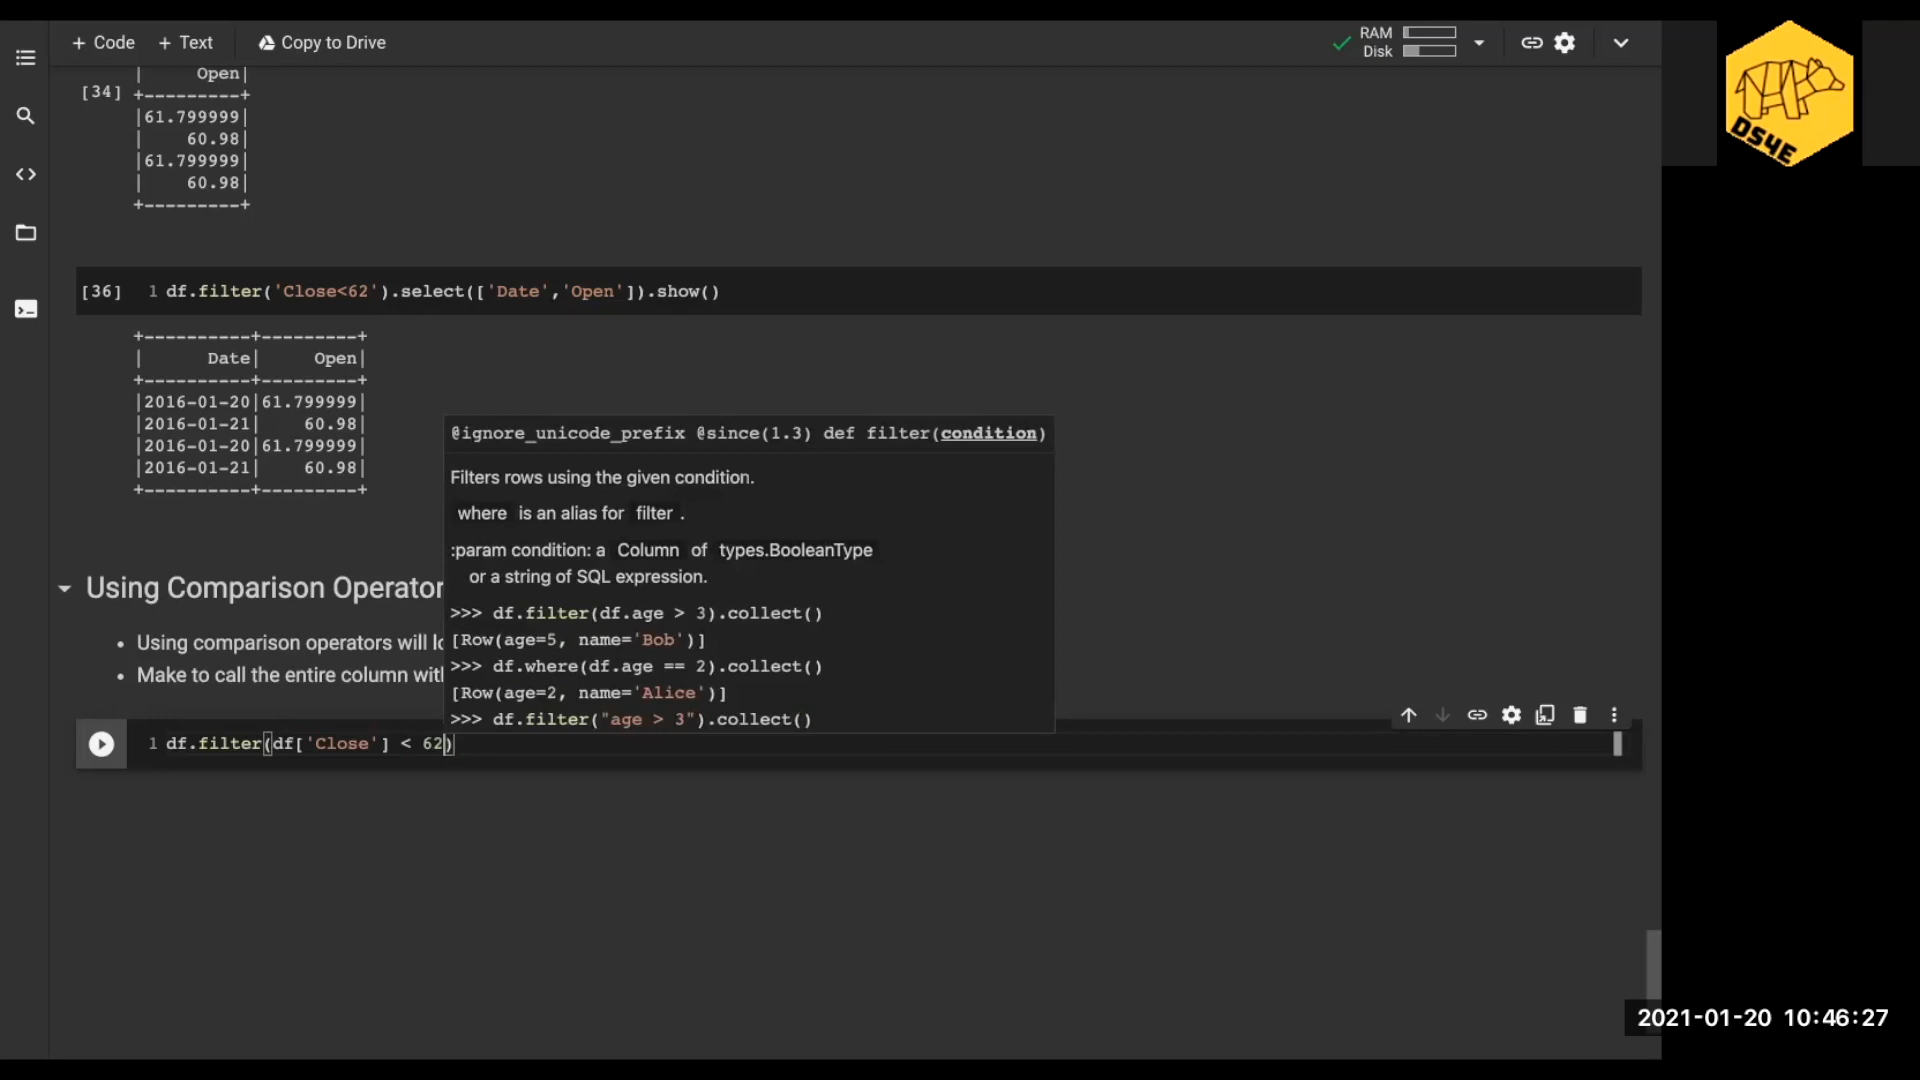 + Code + Text Copy to Drive RAM
Disk
DS4E
| Open|
[34] +---------+
|61.799999|
| 60.98|
|61.799999|
| 60.98|
+---------+
[36] 1 df.filter('Close<62').select(['Date','Open']).show()
+----------+---------+
| Date| Open|
+----------+---------+
|2016-01-20|61.799999|
|2016-01-21| 60.98|
|2016-01-20|61.799999|
|2016-01-21| 60.98|
+----------+---------+
@ignore_unicode_prefix @since(1.3) def filter(condition)
Filters rows using the given condition.
where is an alias for filter .
:param condition: a Column of types.BooleanType
or a string of SQL expression.
>>> df.filter(df.age > 3).collect()
[Row(age=5, name='Bob')]
>>> df.where(df.age == 2).collect()
[Row(age=2, name='Alice')]
>>> df.filter("age > 3").collect()
Using Comparison Operator
• Using comparison operators will lo
• Make to call the entire column with
1 df.filter(df['Close'] < 62)
2021-01-20 10:46:27